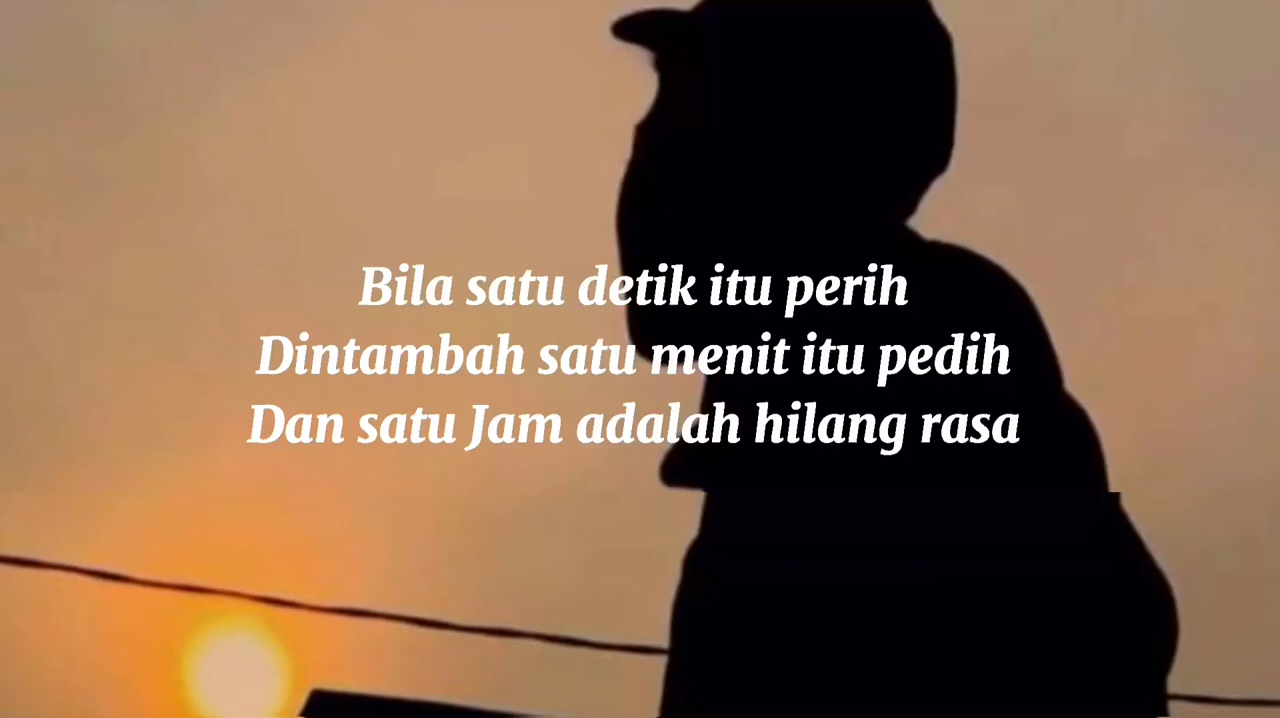 Bila satu detik itu perih
Dintambah satu menit itu pedih
Dan satu Jam adalah hilang rasa